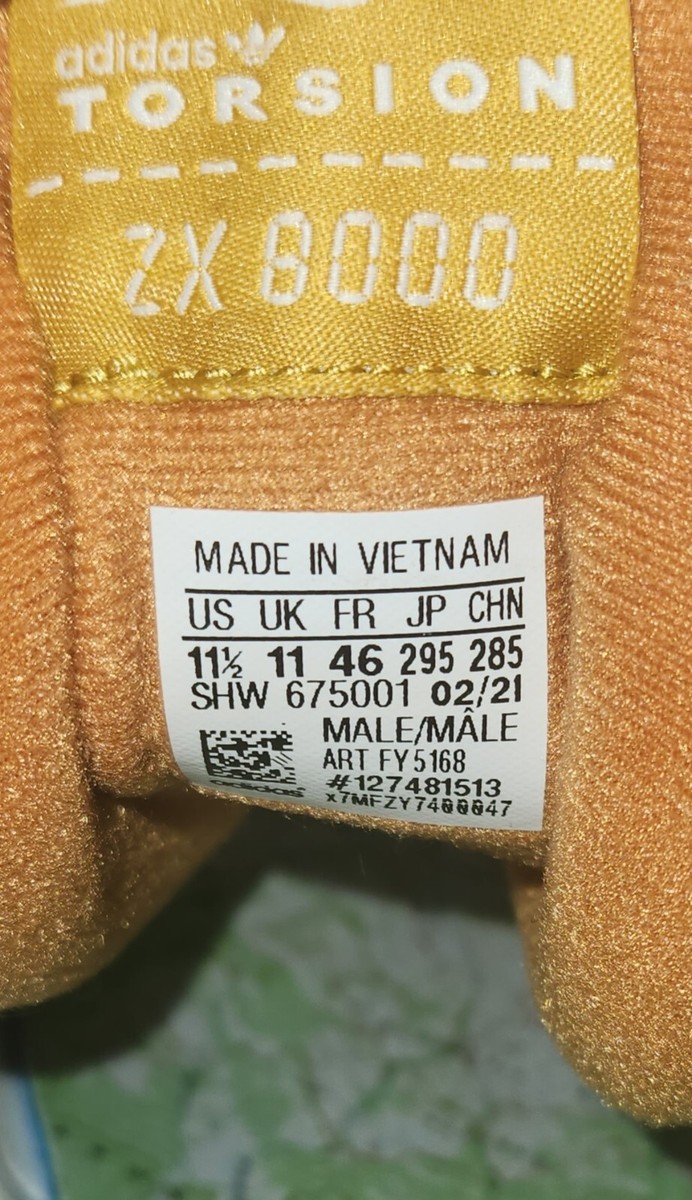 adidas
TORSION
ZX 8000
MADE IN VIETNAM
US UK FR JP CHN
11½ 11 46 295 285
SHW 675001 02/21
MALE/MÂLE
ART FY5168
#127481513
adidas